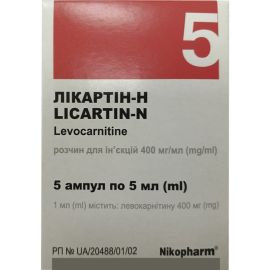 5
ЛІКАРТІН-Н
LICARTIN-N
Levocarnitine
розчин для ін'єкцій 400 мг/мл (mg/ml)
5 ампул по 5 мл (ml)
1 мл (ml) містить: левокарнітину 400 мг (mg)
РП № UA/20488/01/02
Nikopharm®